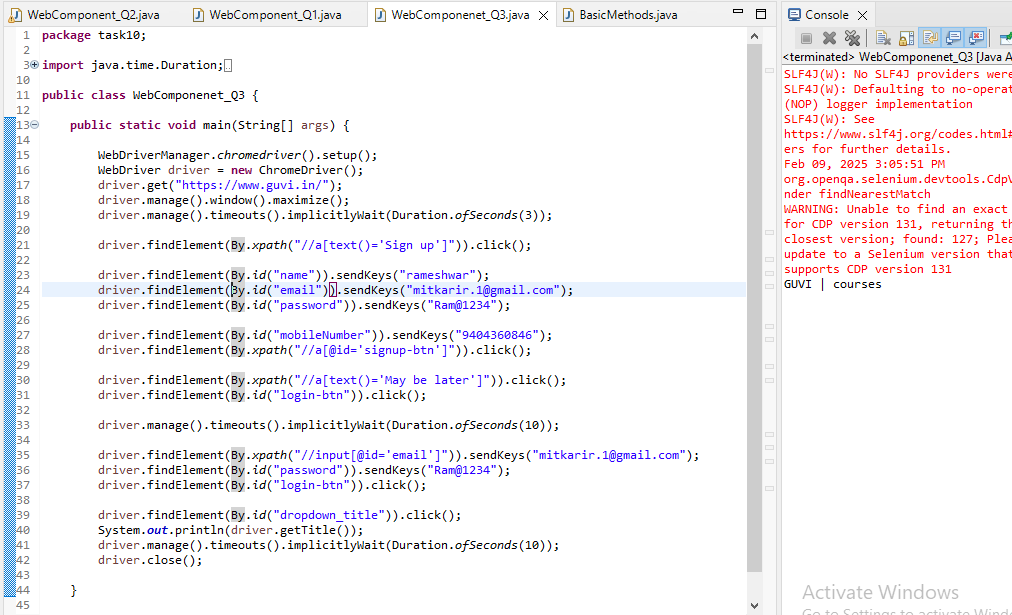 WebComponent_Q2.java WebComponent_Q1.java WebComponenet_Q3.java BasicMethods.java
1 package task10;
2
3 import java.time.Duration;
10
11 public class WebComponenet_Q3 {
12
13 public static void main(String[] args) {
14
15 WebDriverManager.chromedriver().setup();
16 WebDriver driver = new ChromeDriver();
17 driver.get("https://www.guvi.in/");
18 driver.manage().window().maximize();
19 driver.manage().timeouts().implicitlyWait(Duration.ofSeconds(3));
20
21 driver.findElement(By.xpath("//a[text()='Sign up']")).click();
22
23 driver.findElement(By.id("name")).sendKeys("rameshwar");
24 driver.findElement(By.id("email")).sendKeys("mitkarir.1@gmail.com");
25 driver.findElement(By.id("password")).sendKeys("Ram@1234");
26
27 driver.findElement(By.id("mobileNumber")).sendKeys("9404360846");
28 driver.findElement(By.xpath("//a[@id='signup-btn']")).click();
29
30 driver.findElement(By.xpath("//a[text()='May be later']")).click();
31 driver.findElement(By.id("login-btn")).click();
32
33 driver.manage().timeouts().implicitlyWait(Duration.ofSeconds(10));
34
35 driver.findElement(By.xpath("//input[@id='email']")).sendKeys("mitkarir.1@gmail.com");
36 driver.findElement(By.id("password")).sendKeys("Ram@1234");
37 driver.findElement(By.id("login-btn")).click();
38
39 driver.findElement(By.id("dropdown_title")).click();
40 System.out.println(driver.getTitle());
41 driver.manage().timeouts().implicitlyWait(Duration.ofSeconds(10));
42 driver.close();
43
44 }
45
Console
<terminated> WebComponenet_Q3 [Java A
SLF4J(W): No SLF4J providers were
SLF4J(W): Defaulting to no-operat
(NOP) logger implementation
SLF4J(W): See
https://www.slf4j.org/codes.html#
ers for further details.
Feb 09, 2025 3:05:51 PM
org.openqa.selenium.devtools.CdpV
nder findNearestMatch
WARNING: Unable to find an exact
for CDP version 131, returning th
closest version; found: 127; Plea
update to a Selenium version that
supports CDP version 131
GUVI | courses
Activate Windows
Go to Settings to activate Wind